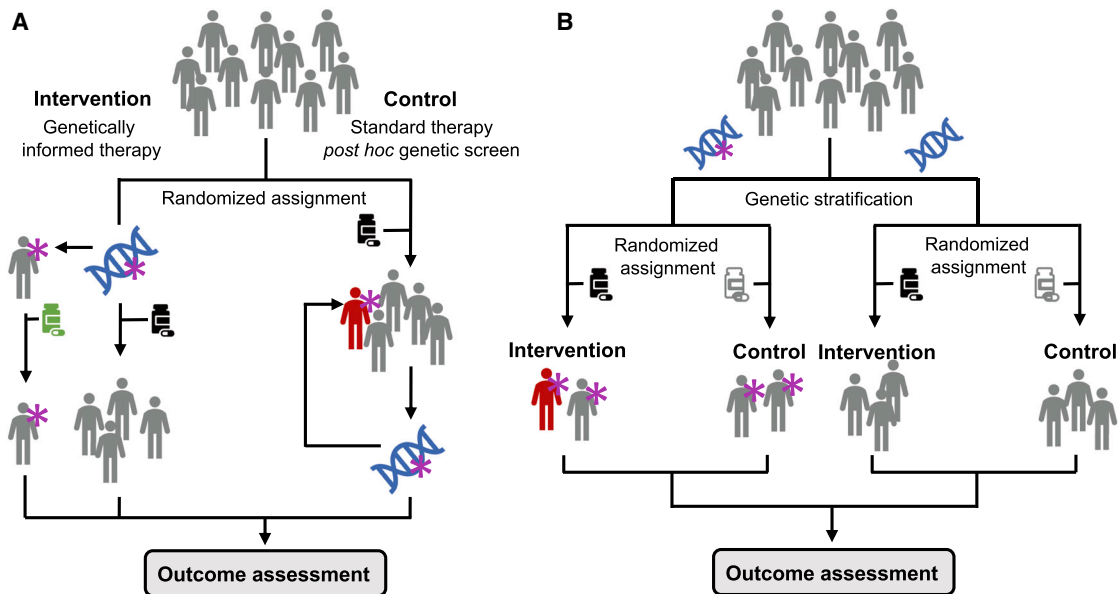 A
Intervention
Genetically
informed therapy
Control
Standard therapy
post hoc genetic screen
Randomized assignment
Outcome assessment
B
Genetic stratification
Randomized
assignment
Randomized
assignment
Intervention
Control
Intervention
Control
Outcome assessment